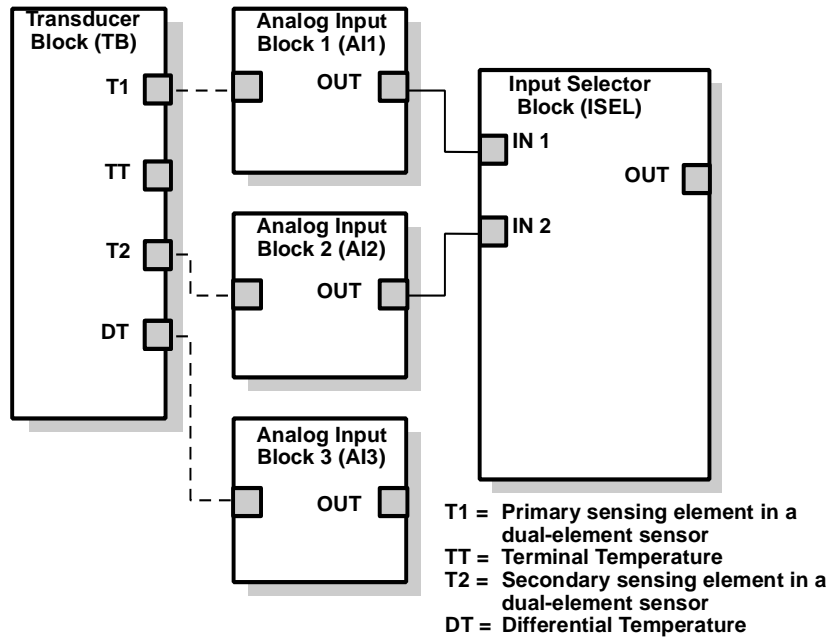 Transducer
Block (TB)
T1
TT
T2
DT
Analog Input
Block 1 (AI1)
OUT
Analog Input
Block 2 (AI2)
OUT
Analog Input
Block 3 (AI3)
OUT
Input Selector
Block (ISEL)
IN 1
OUT
IN 2
T1 = Primary sensing element in a
dual-element sensor
TT = Terminal Temperature
T2 = Secondary sensing element in a
dual-element sensor
DT = Differential Temperature